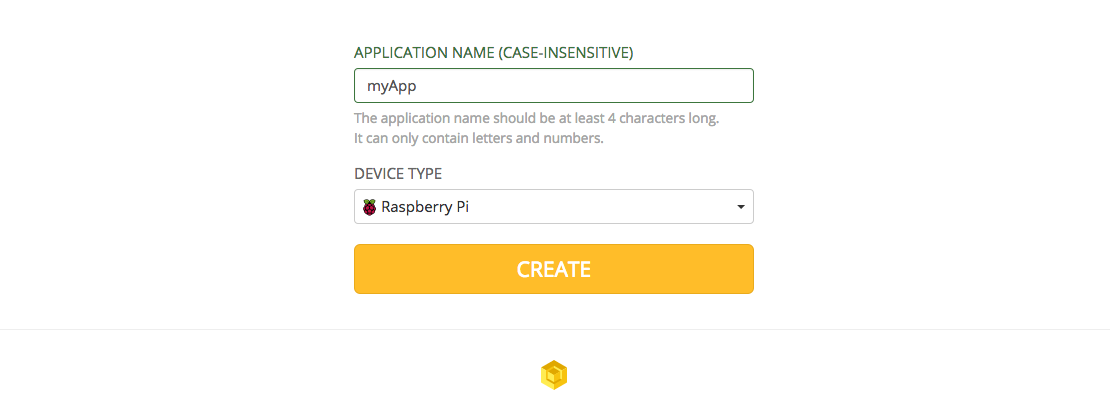 APPLICATION NAME (CASE-INSENSITIVE)
myApp
The application name should be at least 4 characters long.
It can only contain letters and numbers.
DEVICE TYPE
Raspberry Pi
CREATE